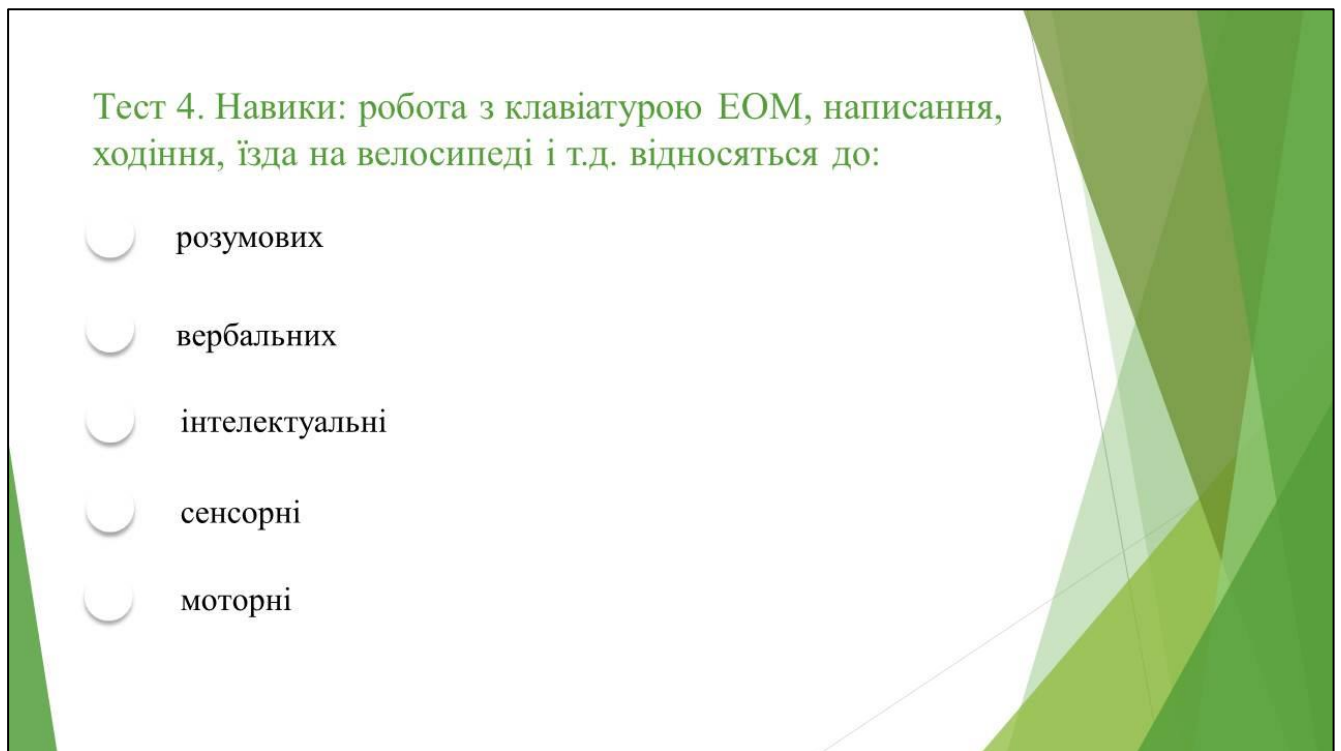 Тест 4. Навики: робота з клавіатурою ЕОМ, написання,
ходіння, їзда на велосипеді і т.д. відносяться до:
розумових
вербальних
інтелектуальні
сенсорні
моторні